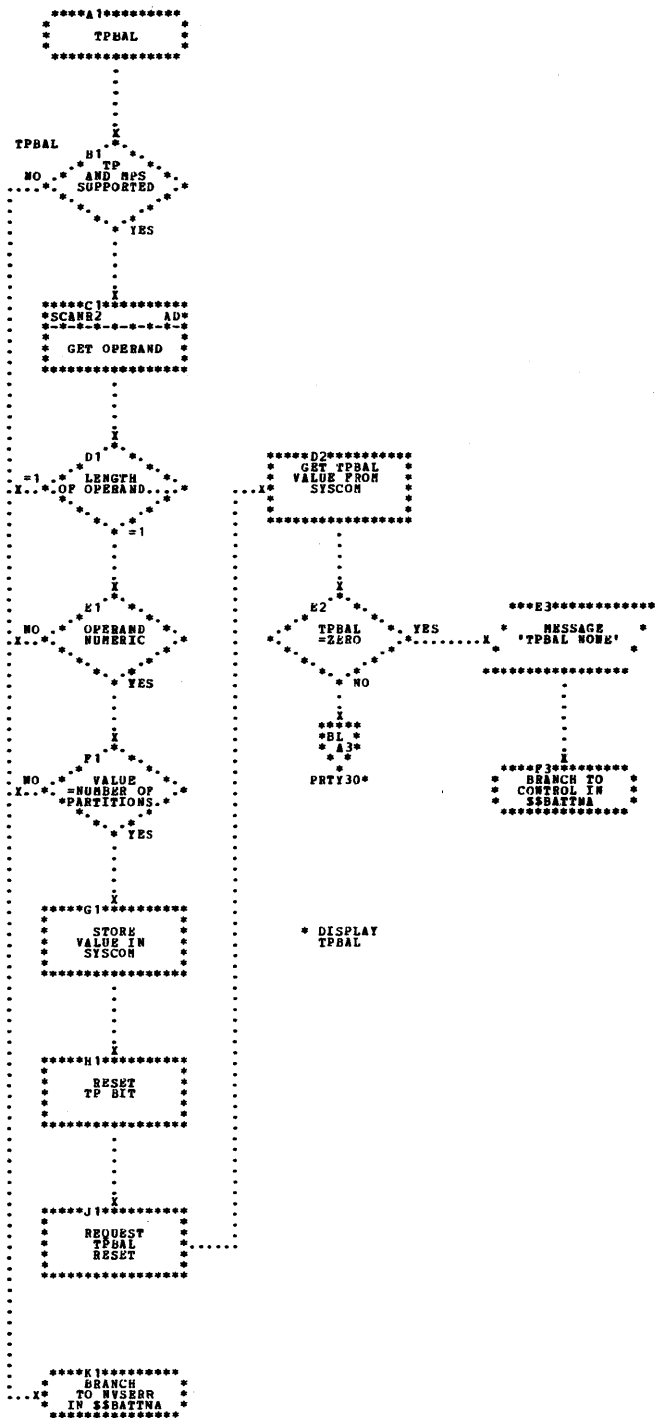 A1
TPBAL
TPBAL
B1
TP
AND MPS
SUPPORTED
NO
YES
C1
SCANR2 AD
GET OPERAND
D1
LENGTH
OF OPERAND
=1
=1
E1
OPERAND
NUMERIC
NO
YES
F1
VALUE
=NUMBER OF
PARTITIONS
NO
YES
G1
STORE
VALUE IN
SYSCOM
H1
RESET
TP BIT
J1
REQUEST
TPBAL
RESET
K1
BRANCH
TO NVSERR
IN $$BATTNA
D2
GET TPBAL
VALUE FROM
SYSCOM
E2
TPBAL
=ZERO
YES
NO
BL
A3
PRTY30*
* DISPLAY
TPBAL
E3
MESSAGE
'TPBAL NONE'
F3
BRANCH TO
CONTROL IN
$$BATTNA